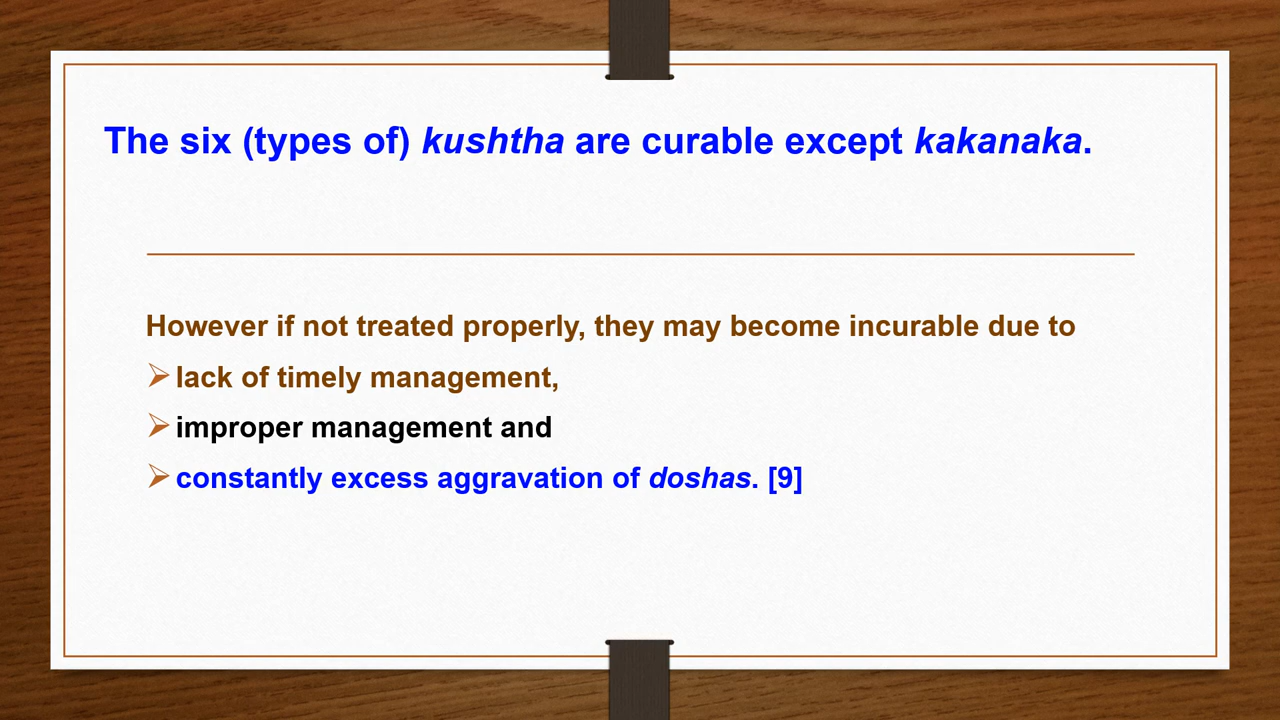 The six (types of) kushtha are curable except kakanaka.
However if not treated properly, they may become incurable due to
lack of timely management,
improper management and
constantly excess aggravation of doshas. [9]